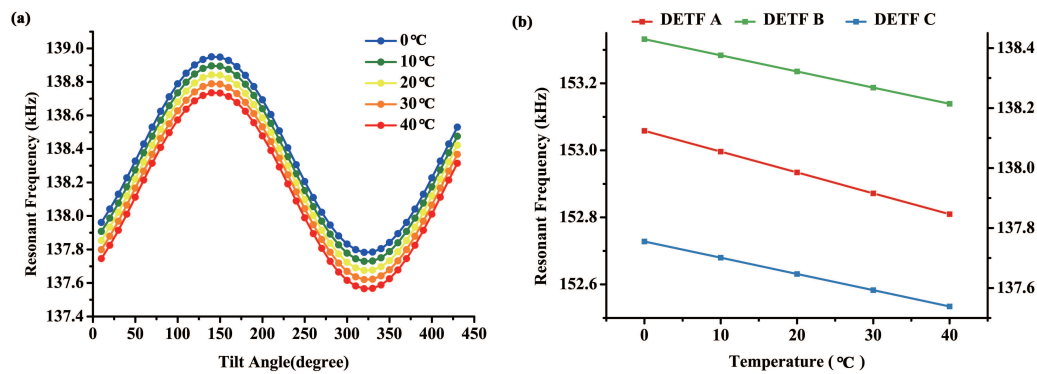 (a)
139.0
138.8
138.6
138.4
138.2
138.0
137.8
137.6
137.4
Resonant Frequency (kHz)
0℃
10℃
20℃
30℃
40℃
0 50 100 150 200 250 300 350 400 450
Tilt Angle(degree)
(b)
DETF A DETF B DETF C
153.2
153.0
152.8
152.6
Resonant Frequency (kHz)
138.4
138.2
138.0
137.8
137.6
0 10 20 30 40
Temperature ( ℃)